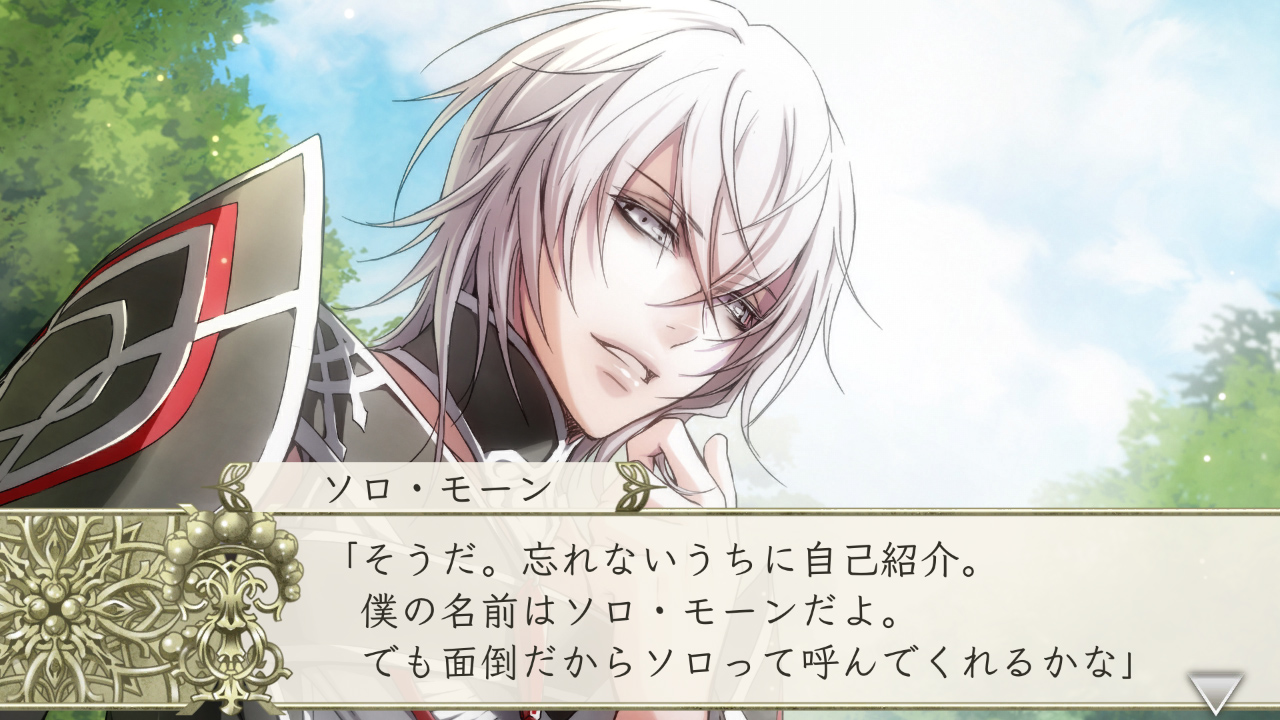 ソロ・モーン
「そうだ。忘れないうちに自己紹介。
僕の名前はソロ・モーンだよ。
でも面倒だからソロって呼んでくれるかな」